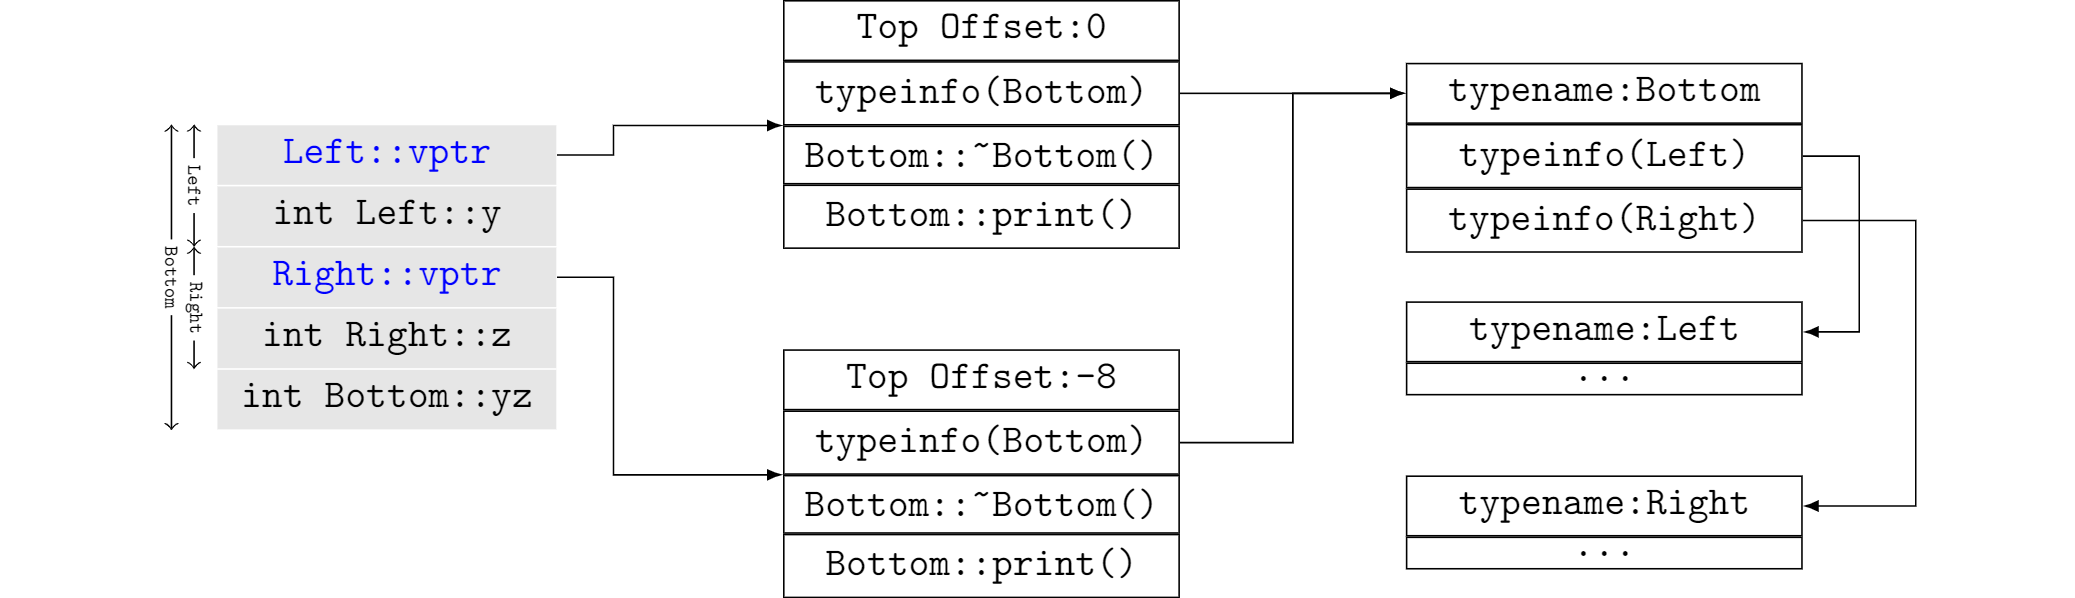 Bottom
Left
Right
Left::vptr
int Left::y
Right::vptr
int Right::z
int Bottom::yz
Top Offset:0
typeinfo(Bottom)
Bottom::~Bottom()
Bottom::print()
Top Offset:-8
typeinfo(Bottom)
Bottom::~Bottom()
Bottom::print()
typename:Bottom
typeinfo(Left)
typeinfo(Right)
typename:Left
...
typename:Right
...